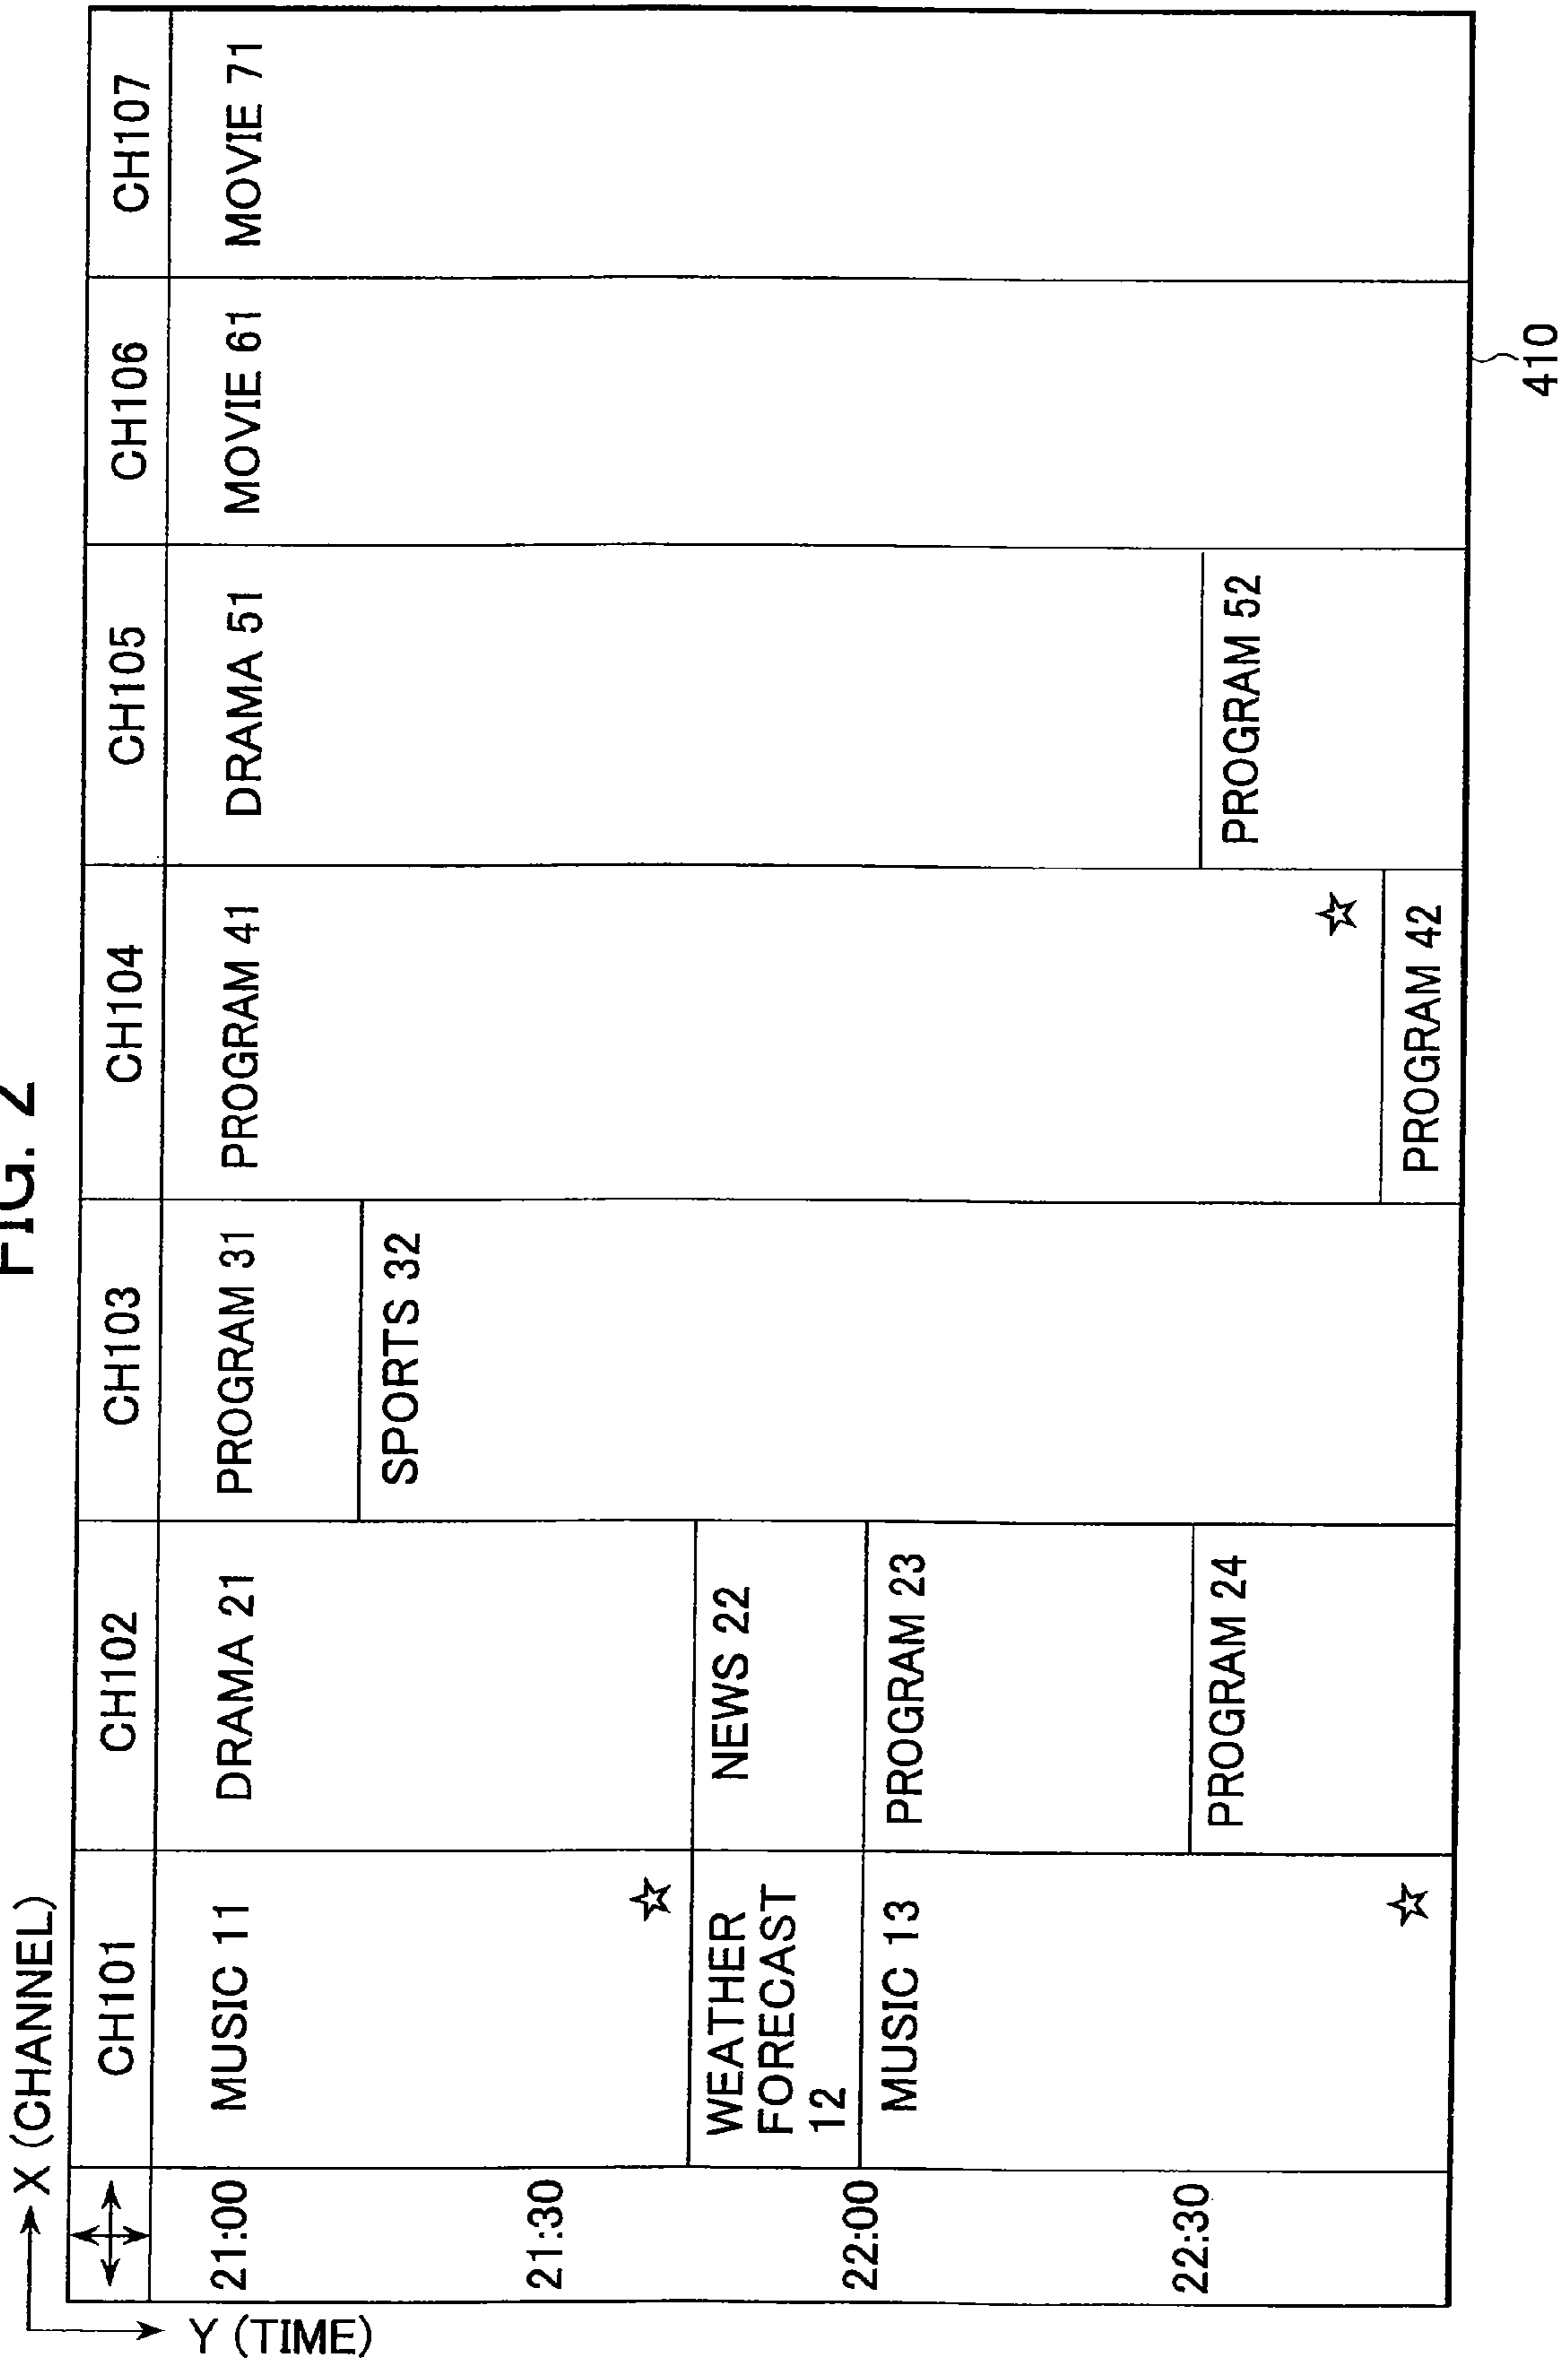 FIG. 2
X (CHANNEL)
Y (TIME)
CH101
CH102
CH103
CH104
CH105
CH106
CH107
21:00
21:30
22:00
22:30
MUSIC 11
WEATHER
FORECAST
12
MUSIC 13
DRAMA 21
NEWS 22
PROGRAM 23
PROGRAM 24
PROGRAM 31
SPORTS 32
PROGRAM 41
PROGRAM 42
DRAMA 51
PROGRAM 52
MOVIE 61
MOVIE 71
410